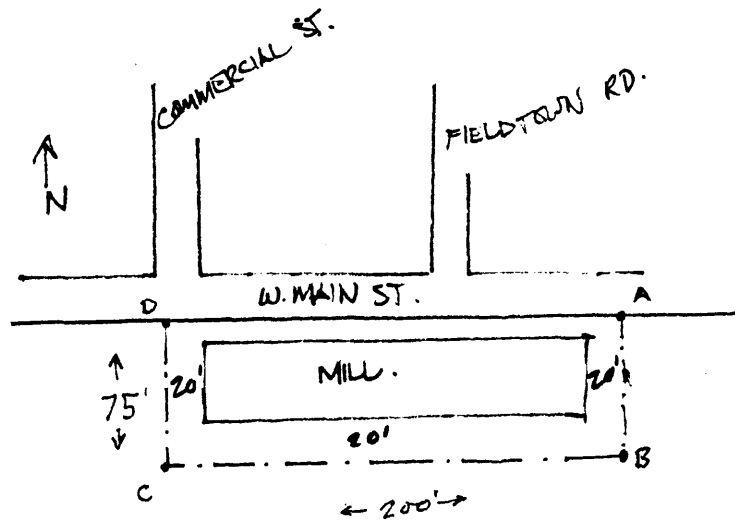 COMMERCIAL ST.
FIELDTOWN RD.
N
W. MAIN ST.
D
A
MILL.
20'
20'
75'
20'
C
B
← 200' →